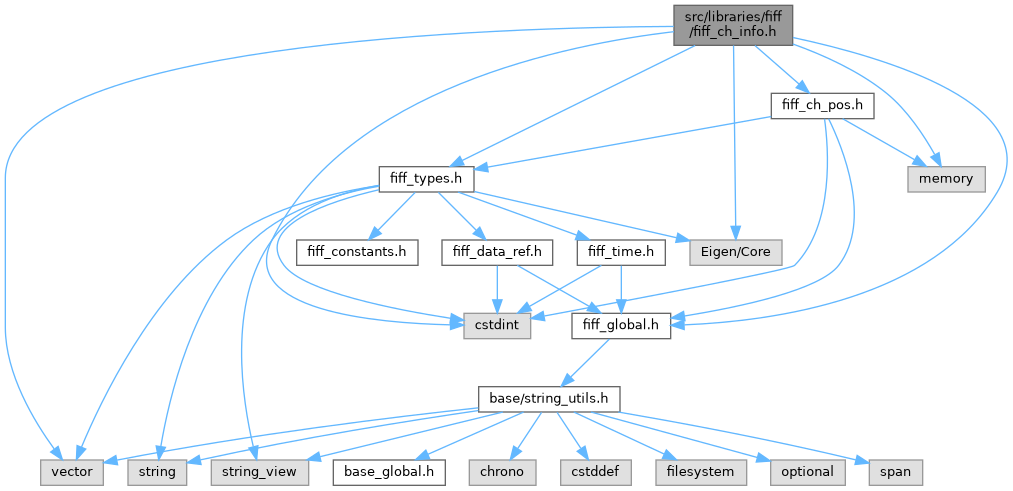 src/libraries/fiff
/fiff_ch_info.h
fiff_ch_pos.h
fiff_types.h
memory
fiff_constants.h
fiff_data_ref.h
fiff_time.h
Eigen/Core
cstdint
fiff_global.h
base/string_utils.h
vector
string
string_view
base_global.h
chrono
cstddef
filesystem
optional
span